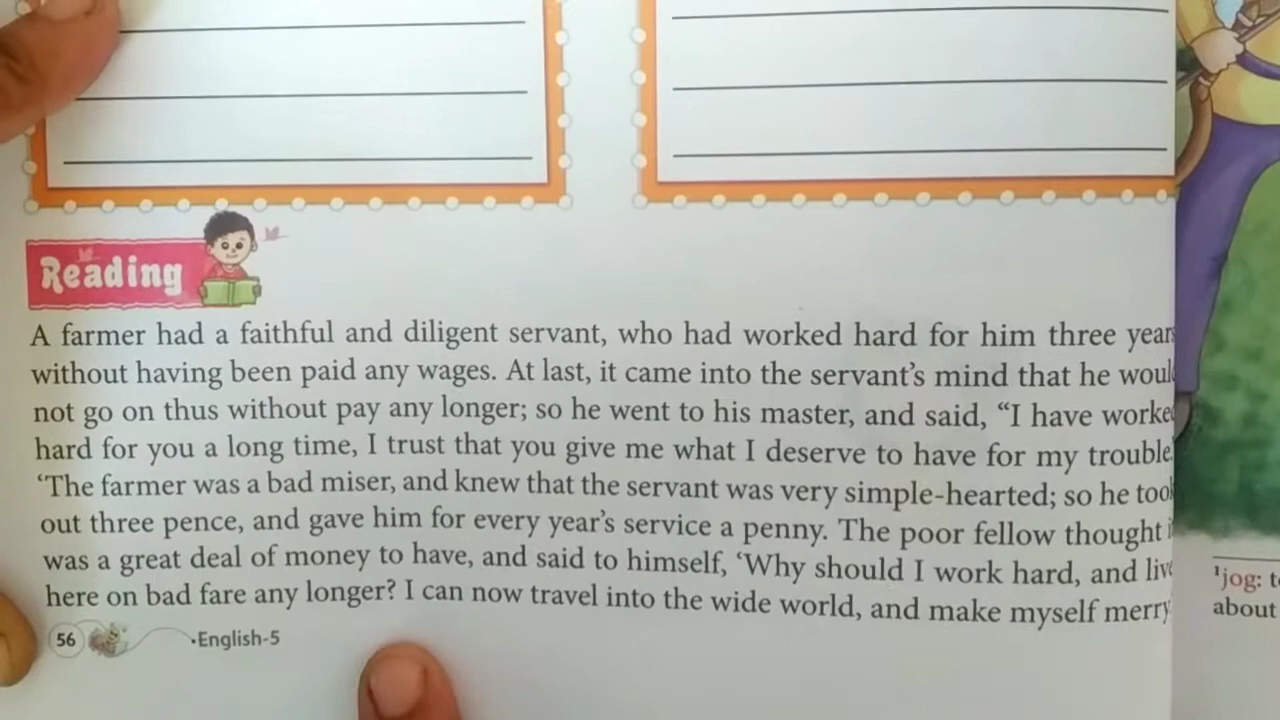 Reading
A farmer had a faithful and diligent servant, who had worked hard for him three years
without having been paid any wages. At last, it came into the servant's mind that he
not go on thus without pay any longer; so he went to his master, and said, “I have
hard for you a long time, I trust that you give me what I deserve to have for my trouble
‘The farmer was a bad miser, and knew that the servant was very simple-hearted; so he
out three pence, and gave him for every year's service a penny. The poor fellow thought
was a great deal of money to have, and said to himself, ‘Why should I work hard, and
here on bad fare any longer? I can now travel into the wide world, and make myself merry
56
•English-5
¹jog:
about